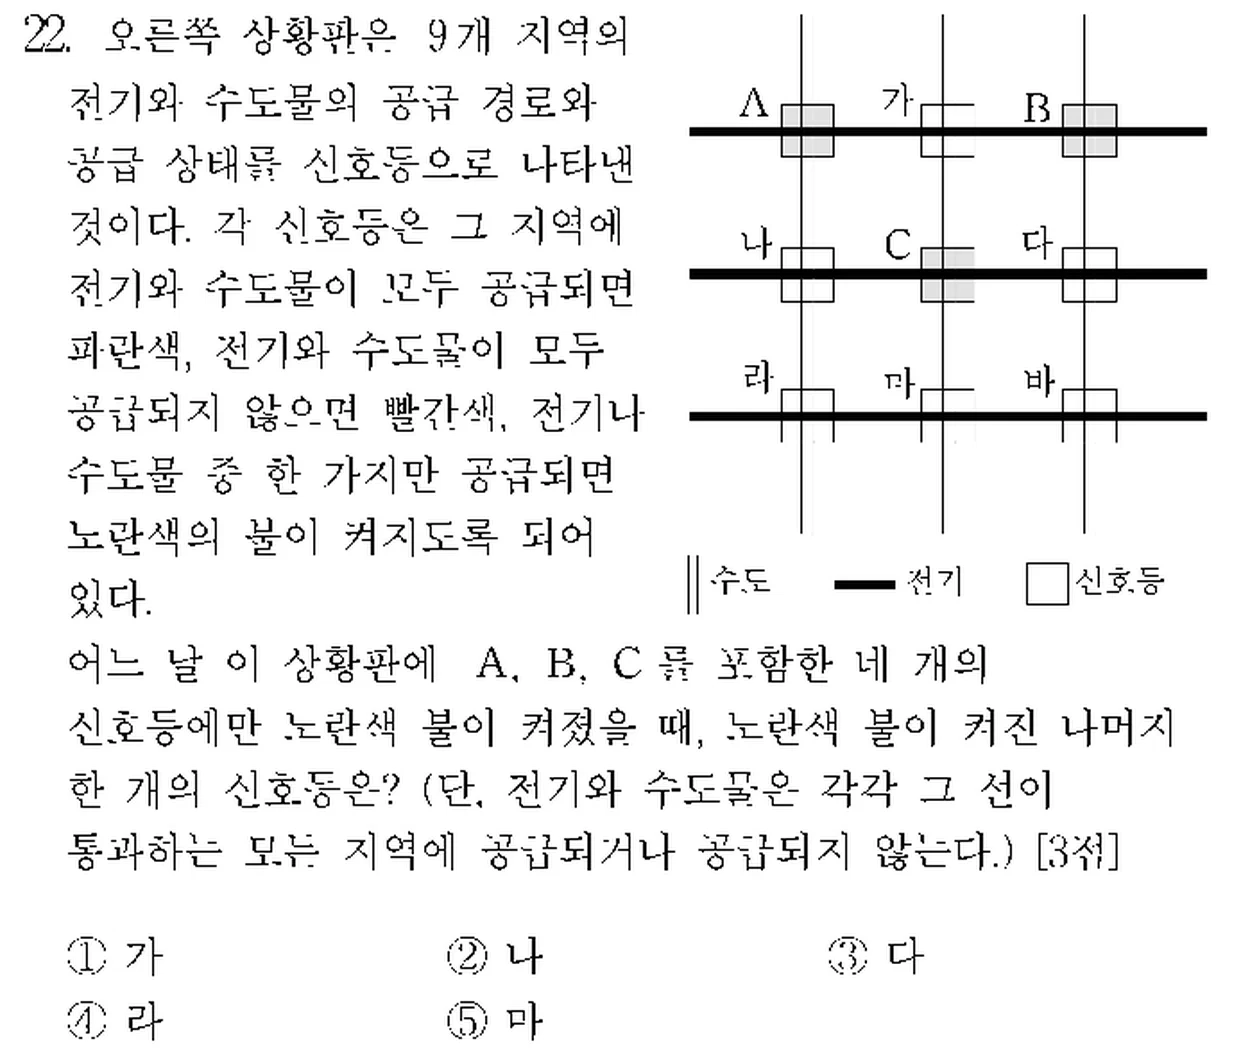 22. 오른쪽 상황판은 9개 지역의
전기와 수도물의 공급 경로와
공급 상태를 신호등으로 나타낸
것이다. 각 신호등은 그 지역에
전기와 수도물이 모두 공급되면
파란색, 전기와 수도물이 모두
공급되지 않으면 빨간색, 전기나
수도물 중 한 가지만 공급되면
노란색의 불이 켜지도록 되어
있다.
A 가 B
나 C 다
라 마 바
수도 전기 신호등
어느 날 이 상황판에 A, B, C를 포함한 네 개의
신호등에만 노란색 불이 켜졌을 때, 노란색 불이 켜진 나머지
한 개의 신호등은? (단, 전기와 수도물은 각각 그 선이
통과하는 모든 지역에 공급되거나 공급되지 않는다.) [3점]
① 가 ② 나 ③ 다
④ 라 ⑤ 마